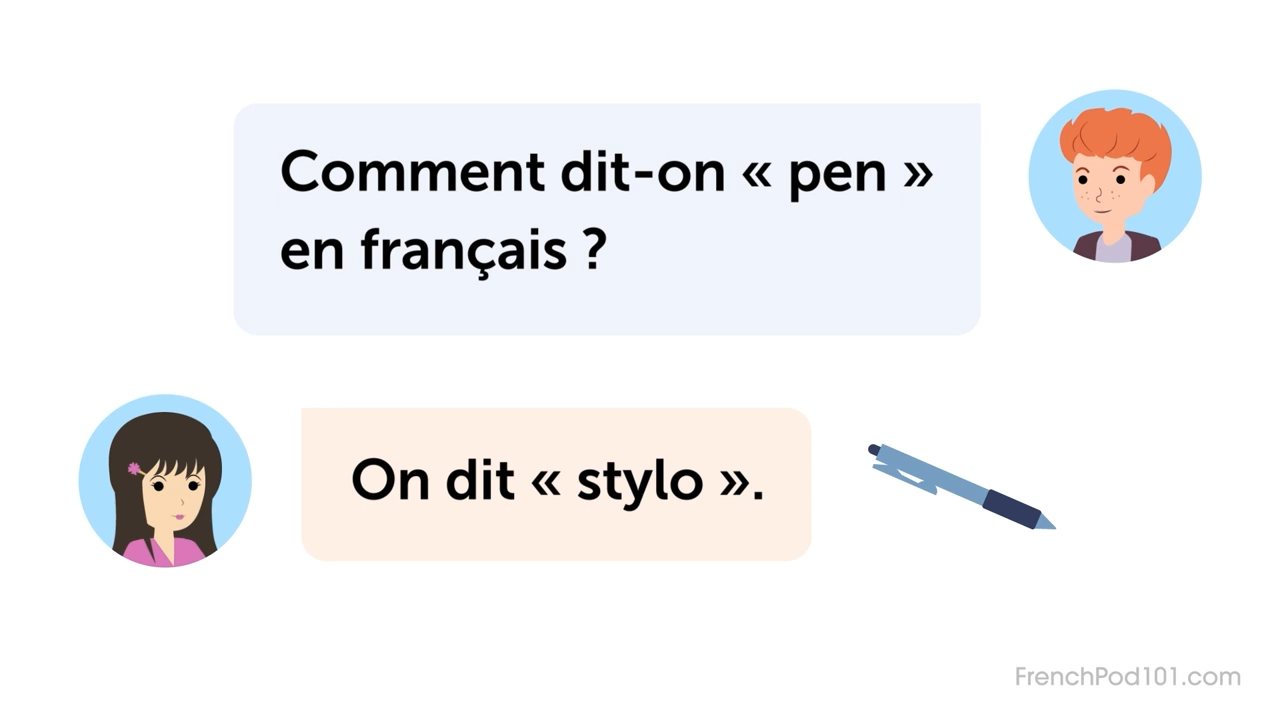 Comment dit-on « pen »
en français ?
On dit « stylo ».
FrenchPod101.com